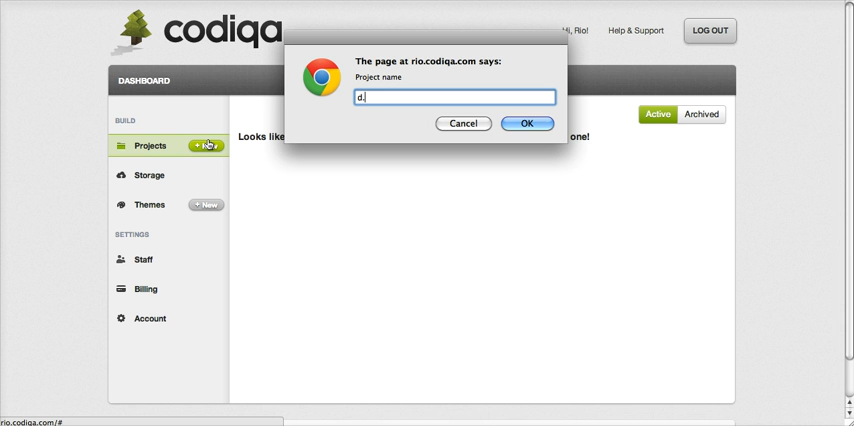 codiqa
Hi, Rio!
Help & Support
LOG OUT
The page at rio.codiqa.com says:
Project name
d.
Cancel
OK
DASHBOARD
BUILD
Projects
+
Storage
Themes
+ New
SETTINGS
Staff
Billing
Account
Active
Archived
Looks like
one!
rio.codiqa.com/#